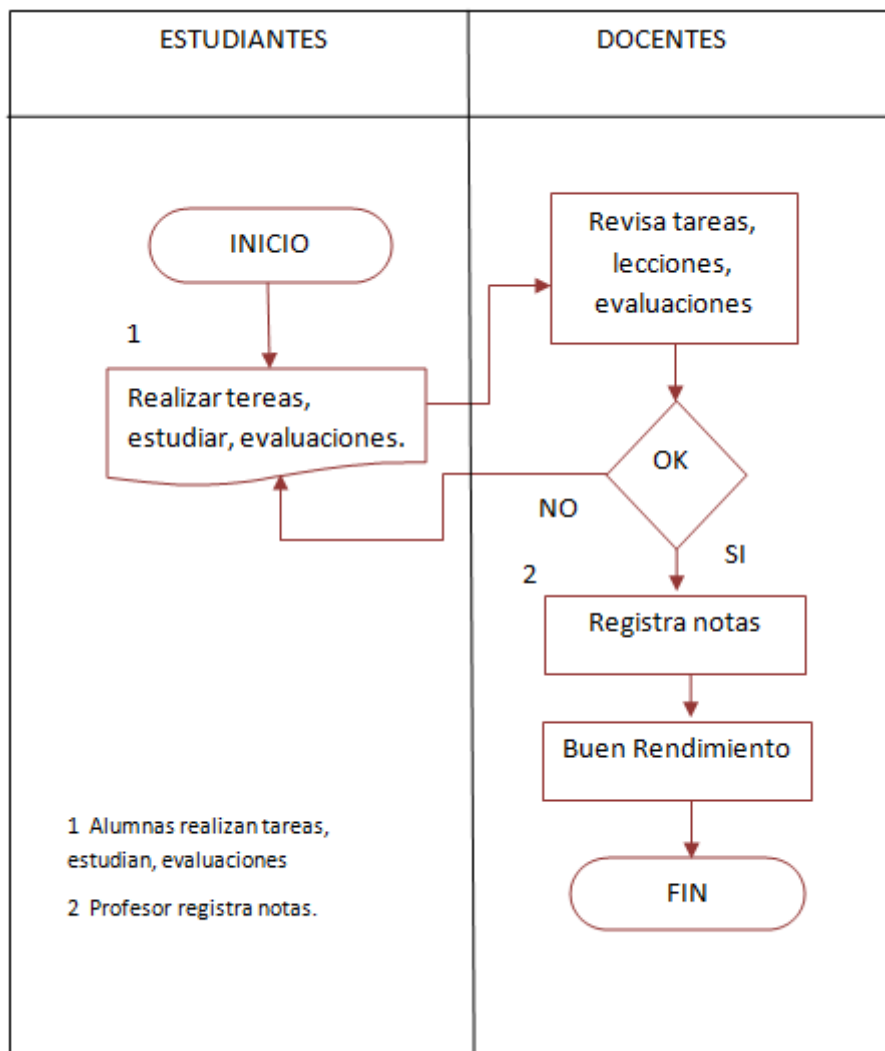 ESTUDIANTES
DOCENTES
INICIO
1
Realizar tereas,
estudiar, evaluaciones.
Revisa tareas,
lecciones,
evaluaciones
OK
NO
SI
2
Registra notas
Buen Rendimiento
FIN
1 Alumnas realizan tareas,
estudian, evaluaciones
2 Profesor registra notas.